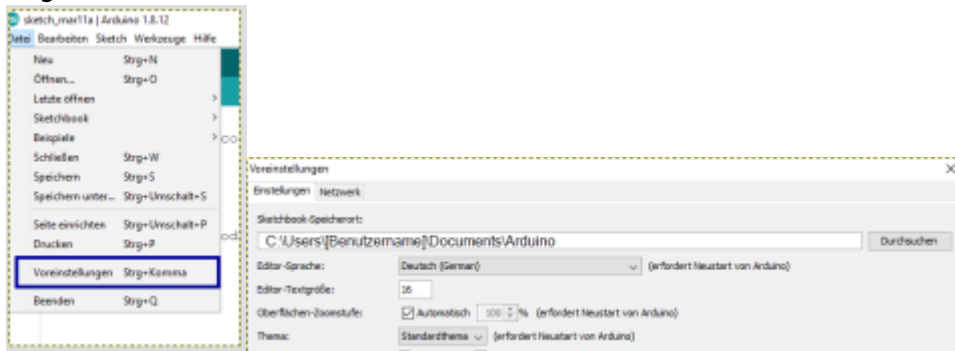 sketch_mar11a | Arduino 1.8.12
Datei Bearbeiten Sketch Werkzeuge Hilfe
Neu Strg+N
Öffnen... Strg+O
Letzte öffnen >
Sketchbook >
Beispiele >
Schließen Strg+W
Speichern Strg+S
Speichern unter... Strg+Umschalt+S
Seite einrichten Strg+Umschalt+P
Drucken Strg+P
Voreinstellungen Strg+Komma
Beenden Strg+Q
Voreinstellungen
Einstellungen Netzwerk
Sketchbook-Speicherort:
C:\Users\[Benutzername]\Documents\Arduino Durchsuchen
Editor-Sprache: Deutsch (German) (erfordert Neustart von Arduino)
Editor-Textgröße: 16
Oberflächen-Zoomstufe: Automatisch 100 % (erfordert Neustart von Arduino)
Thema: Standardthema (erfordert Neustart von Arduino)